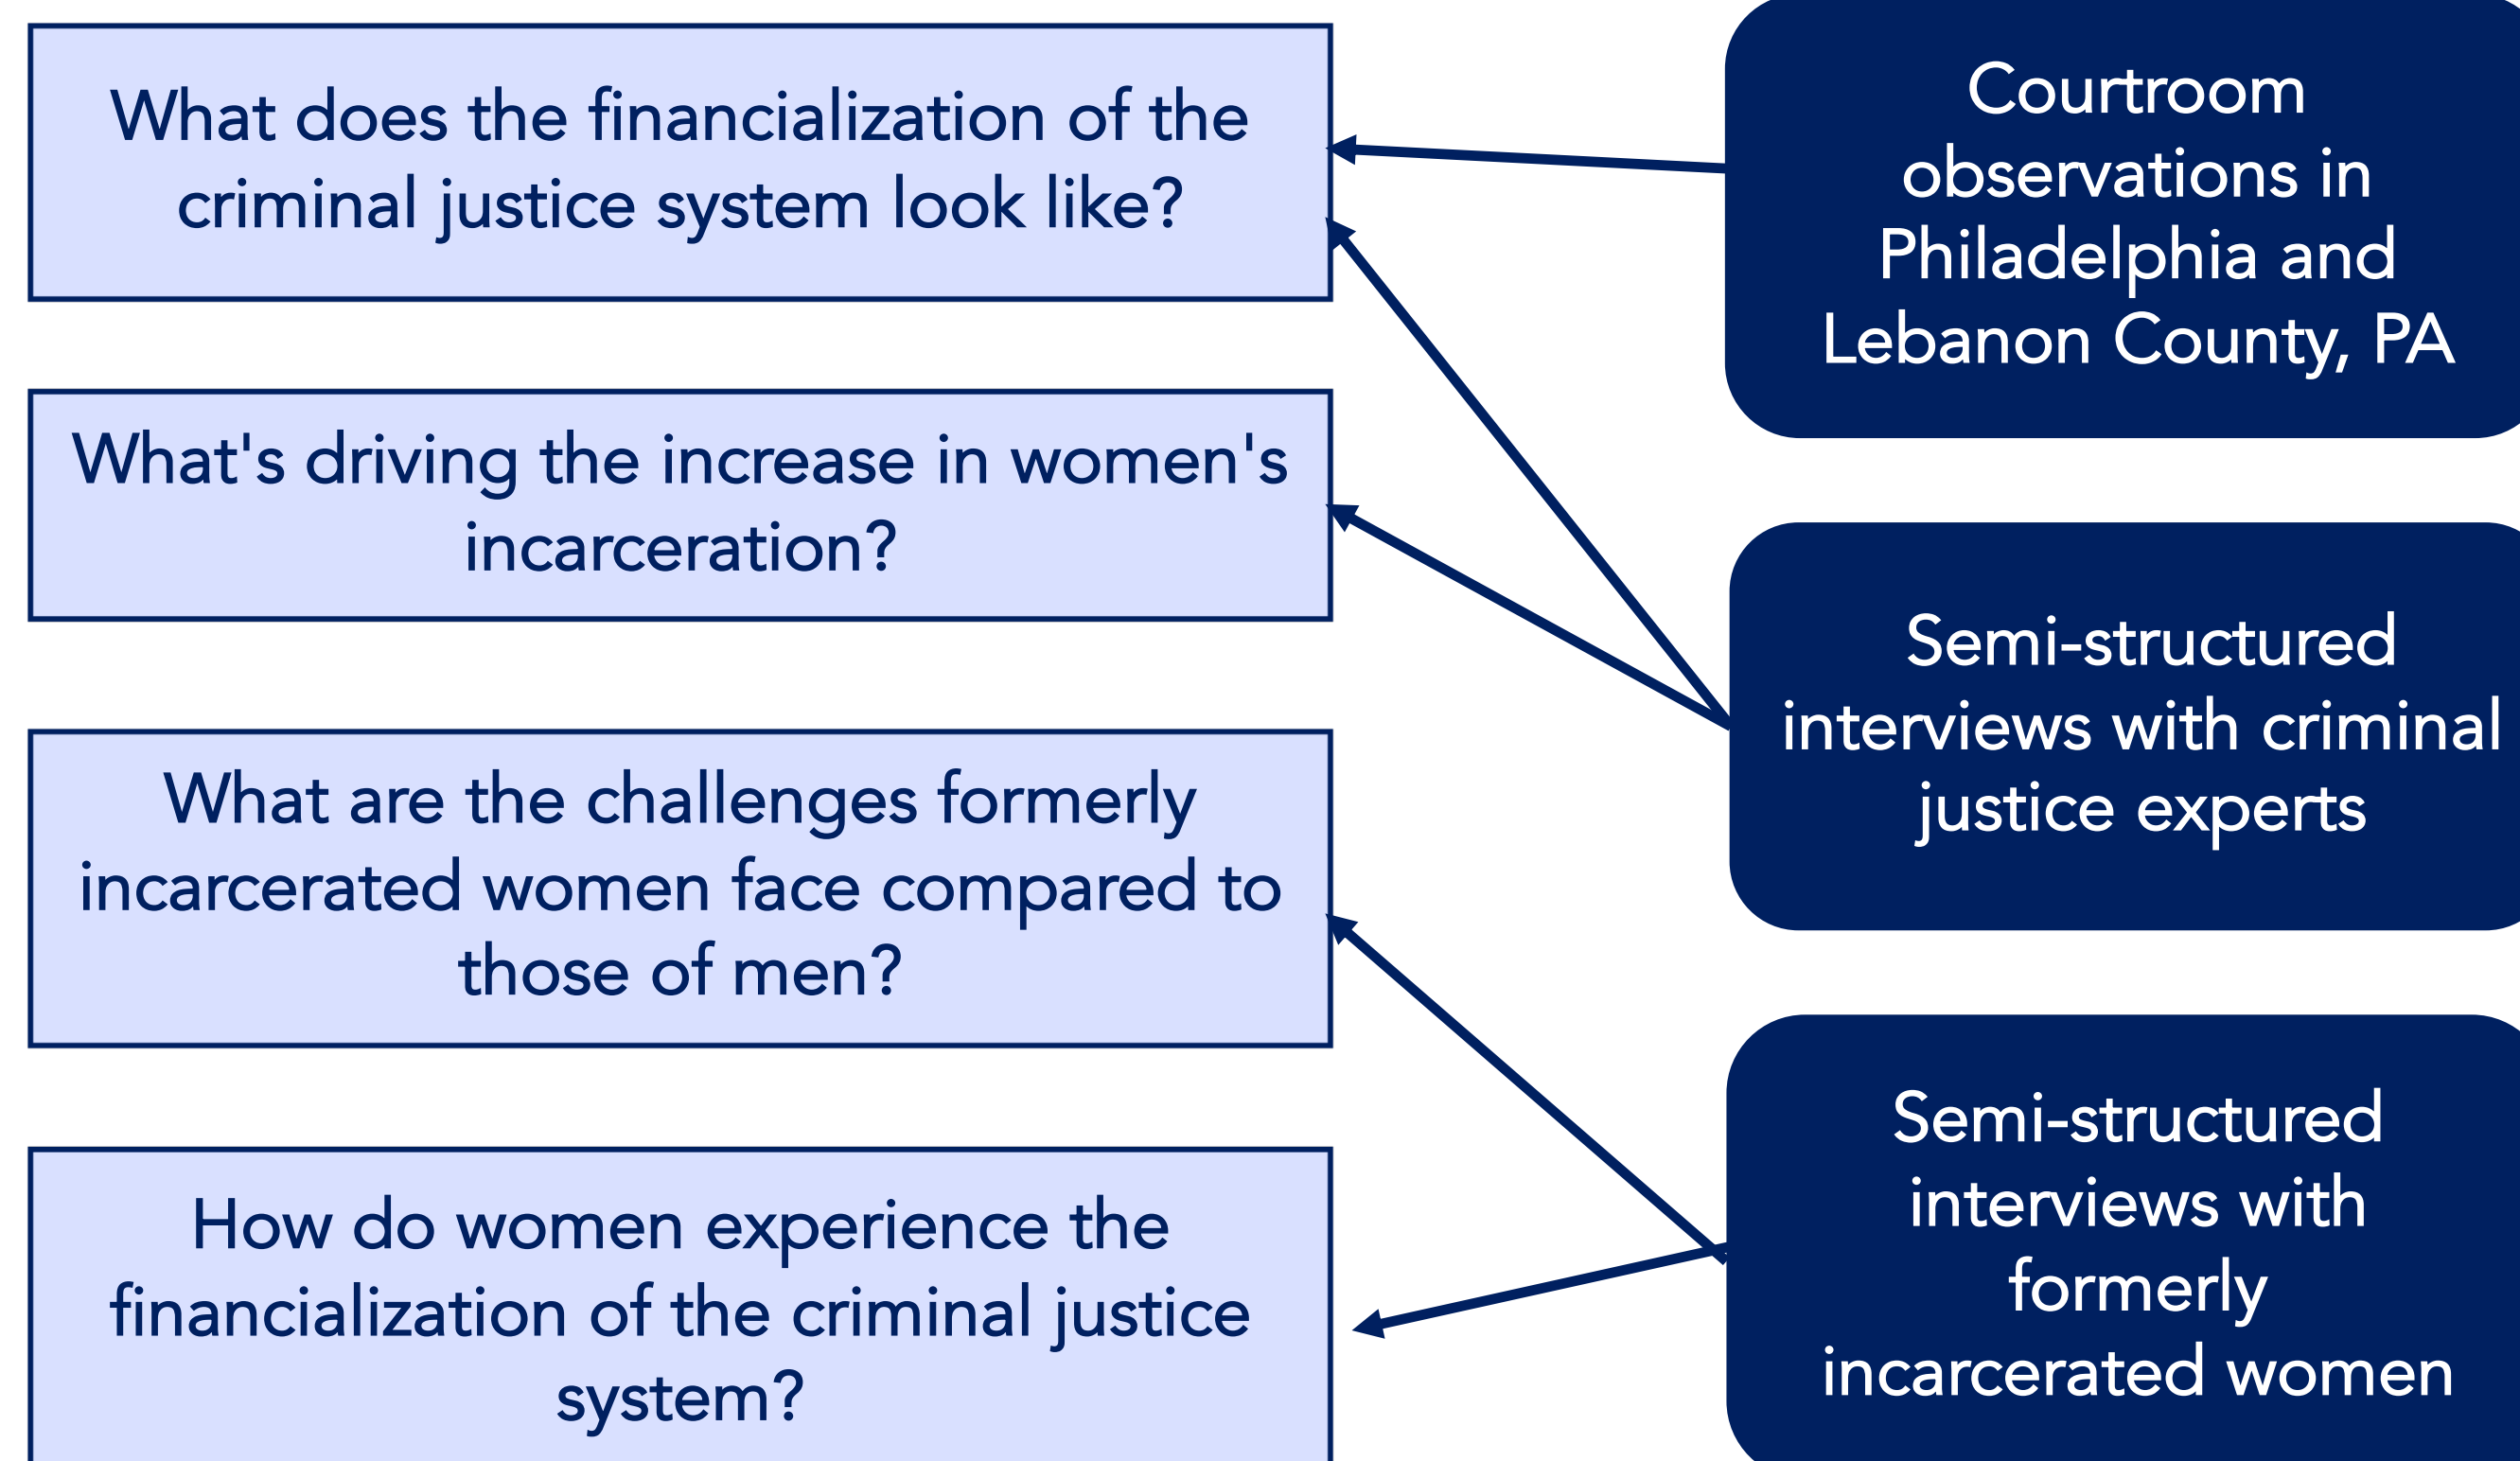 What does the financialization of the
criminal justice system look like?
What's driving the increase in women's
incarceration?
What are the challenges formerly
incarcerated women face compared to
those of men?
How do women experience the
financialization of the criminal justice
system?
Courtroom
observations in
Philadelphia and
Lebanon County, PA
Semi-structured
interviews with criminal
justice experts
Semi-structured
interviews with
formerly
incarcerated women